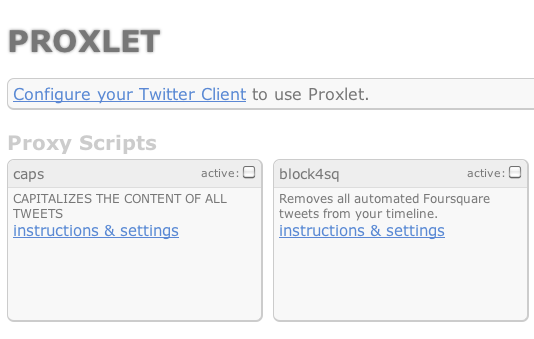 PROXLET
Configure your Twitter Client to use Proxlet.
Proxy Scripts
caps active:
CAPITALIZES THE CONTENT OF ALL
TWEETS
instructions & settings
block4sq active:
Removes all automated Foursquare
tweets from your timeline.
instructions & settings